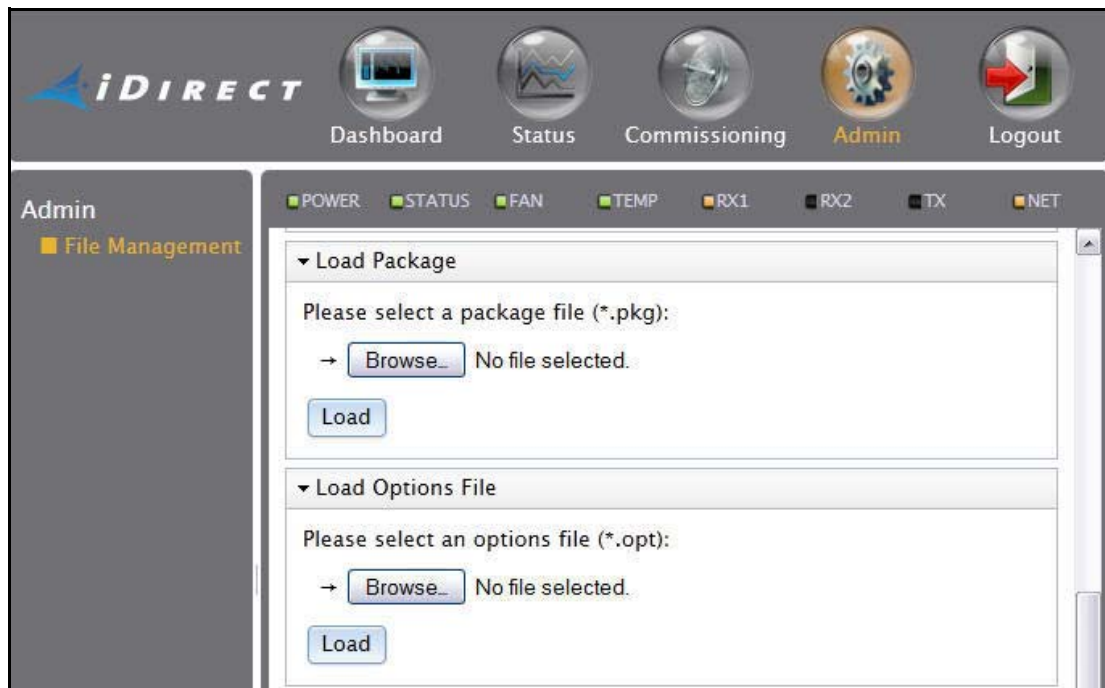 iDIRECT
Dashboard Status Commissioning Admin Logout
Admin
File Management
POWER STATUS FAN TEMP RX1 RX2 TX NET
Load Package
Please select a package file (*.pkg):
→ Browse... No file selected.
Load
Load Options File
Please select an options file (*.opt):
→ Browse... No file selected.
Load